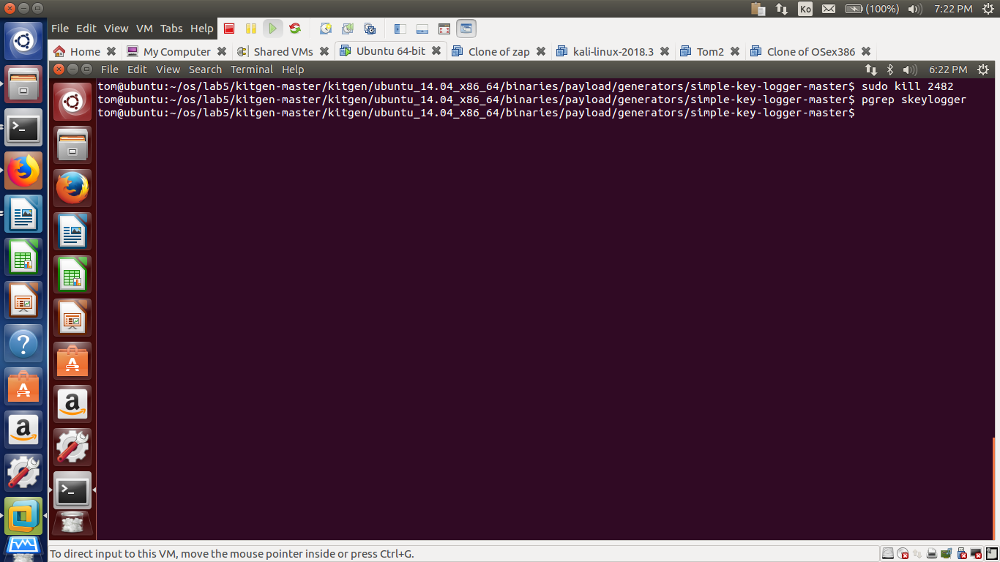 Ko (100%) 7:22 PM
File Edit View VM Tabs Help
Home My Computer Shared VMs Ubuntu 64-bit Clone of zap kali-linux-2018.3 Tom2 Clone of OSex386
File Edit View Search Terminal Help 6:22 PM
tom@ubuntu:~/os/lab5/kitgen-master/kitgen/ubuntu_14.04_x86_64/binaries/payload/generators/simple-key-logger-master$ sudo kill 2482
tom@ubuntu:~/os/lab5/kitgen-master/kitgen/ubuntu_14.04_x86_64/binaries/payload/generators/simple-key-logger-master$ pgrep skeylogger
tom@ubuntu:~/os/lab5/kitgen-master/kitgen/ubuntu_14.04_x86_64/binaries/payload/generators/simple-key-logger-master$
To direct input to this VM, move the mouse pointer inside or press Ctrl+G.